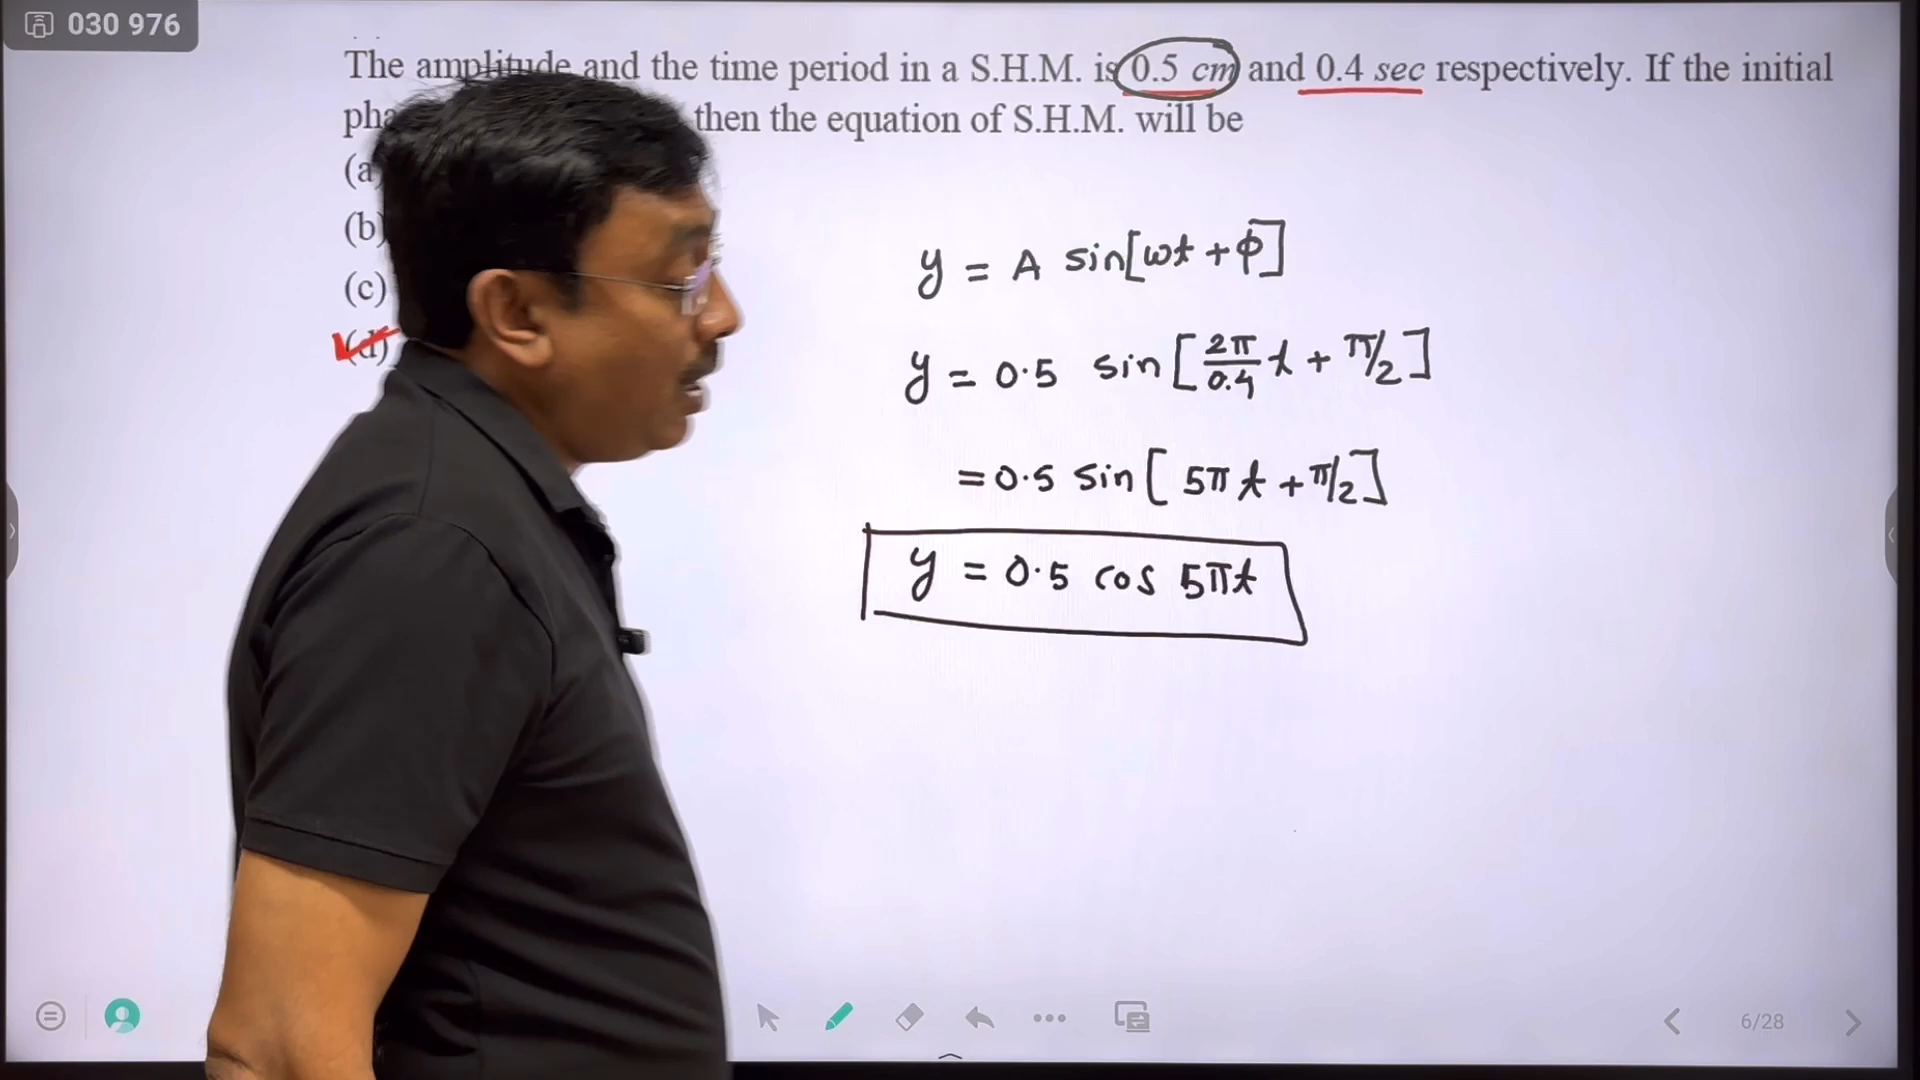 030 976
The amplitude and the time period in a S.H.M. is 0.5 cm and 0.4 sec respectively. If the initial
then the equation of S.H.M. will be
(a)
(b)
(c)
(d)
y = A sin[ωt + ϕ]
y = 0.5 sin[2π/0.4 t + π/2]
= 0.5 sin[5πt + π/2]
y = 0.5 cos 5πt
6/28